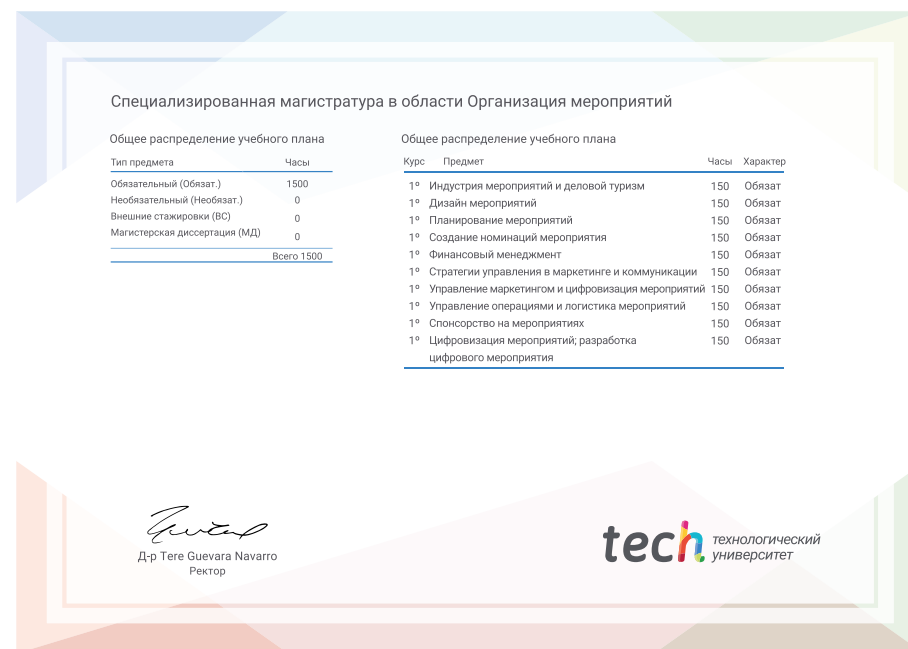 Специализированная магистратура в области Организация мероприятий
Общее распределение учебного плана
Тип предмета Часы
Обязательный (Обязат.) 1500
Необязательный (Необязат.) 0
Внешние стажировки (ВС) 0
Магистерская диссертация (МД) 0
Всего 1500
Общее распределение учебного плана
Курс Предмет Часы Характер
1º Индустрия мероприятий и деловой туризм 150 Обязат
1º Дизайн мероприятий 150 Обязат
1º Планирование мероприятий 150 Обязат
1º Создание номинаций мероприятия 150 Обязат
1º Финансовый менеджмент 150 Обязат
1º Стратегии управления в маркетинге и коммуникации 150 Обязат
1º Управление маркетингом и цифровизация мероприятий 150 Обязат
1º Управление операциями и логистика мероприятий 150 Обязат
1º Спонсорство на мероприятиях 150 Обязат
1º Цифровизация мероприятий; разработка 150 Обязат
цифрового мероприятия
Д-р Tere Guevara Navarro
Ректор
tech технологический
университет